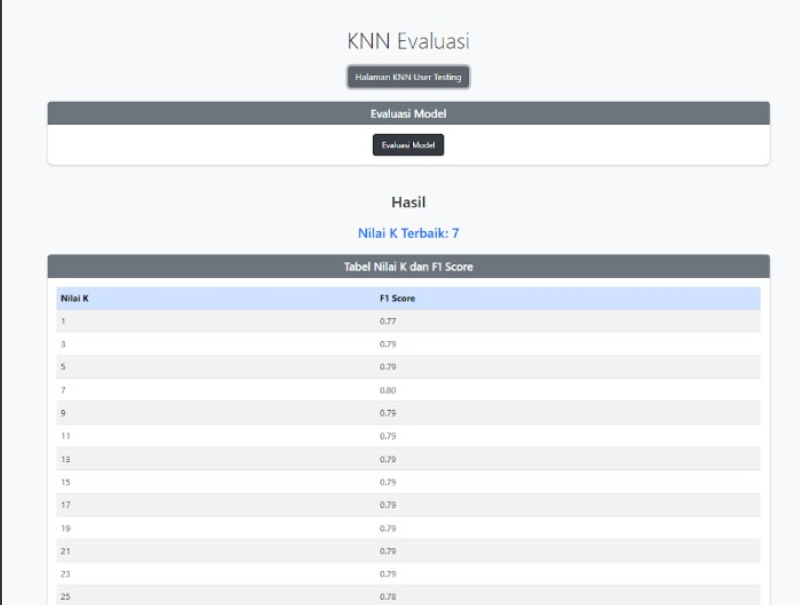 KNN Evaluasi
Halaman KNN User Testing
Evaluasi Model
Evaluasi Model
Hasil
Nilai K Terbaik: 7
Tabel Nilai K dan F1 Score
Nilai K F1 Score
1 0.77
3 0.79
5 0.79
7 0.80
9 0.79
11 0.79
13 0.79
15 0.79
17 0.79
19 0.79
21 0.79
23 0.79
25 0.78